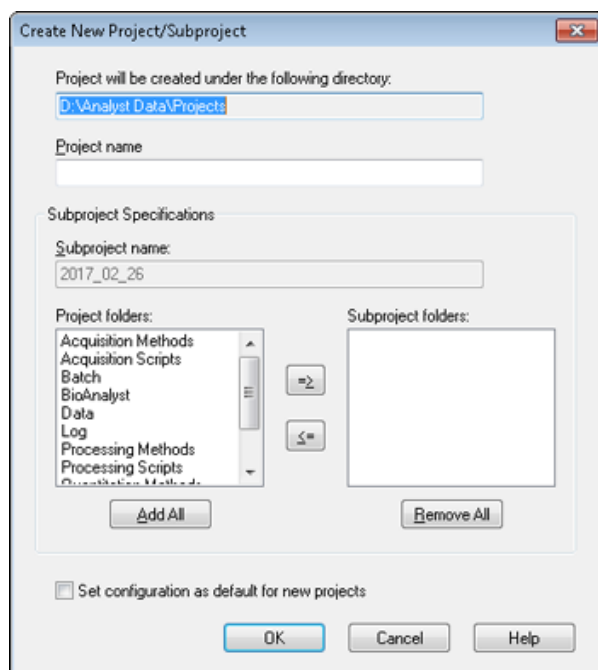 Create New Project/Subproject
Project will be created under the following directory:
D:\Analyst Data\Projects
Project name
Subproject Specifications
Subproject name:
2017_02_26
Project folders:
Subproject folders:
Acquisition Methods
Acquisition Scripts
Batch
BioAnalyst
Data
Log
Processing Methods
Processing Scripts
Quantitation Methods
=>
<=
Add All
Remove All
Set configuration as default for new projects
OK
Cancel
Help